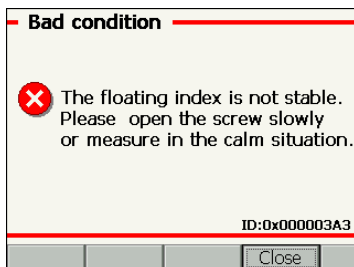 Bad condition
The floating index is not stable.
Please open the screw slowly
or measure in the calm situation.
ID:0x000003A3
Close